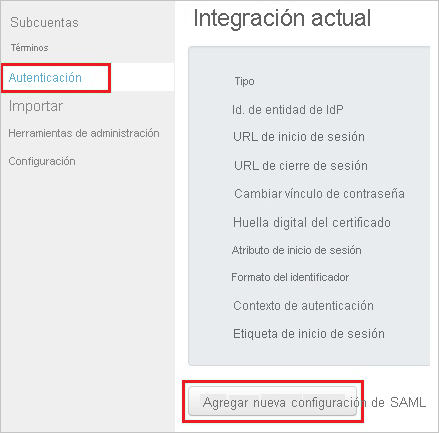 Subcuentas
Términos
Autenticación
Importar
Herramientas de administración
Configuración
Integración actual
Tipo
Id. de entidad de IdP
URL de inicio de sesión
URL de cierre de sesión
Cambiar vínculo de contraseña
Huella digital del certificado
Atributo de inicio de sesión
Formato del identificador
Contexto de autenticación
Etiqueta de inicio de sesión
Agregar nueva configuración de SAML